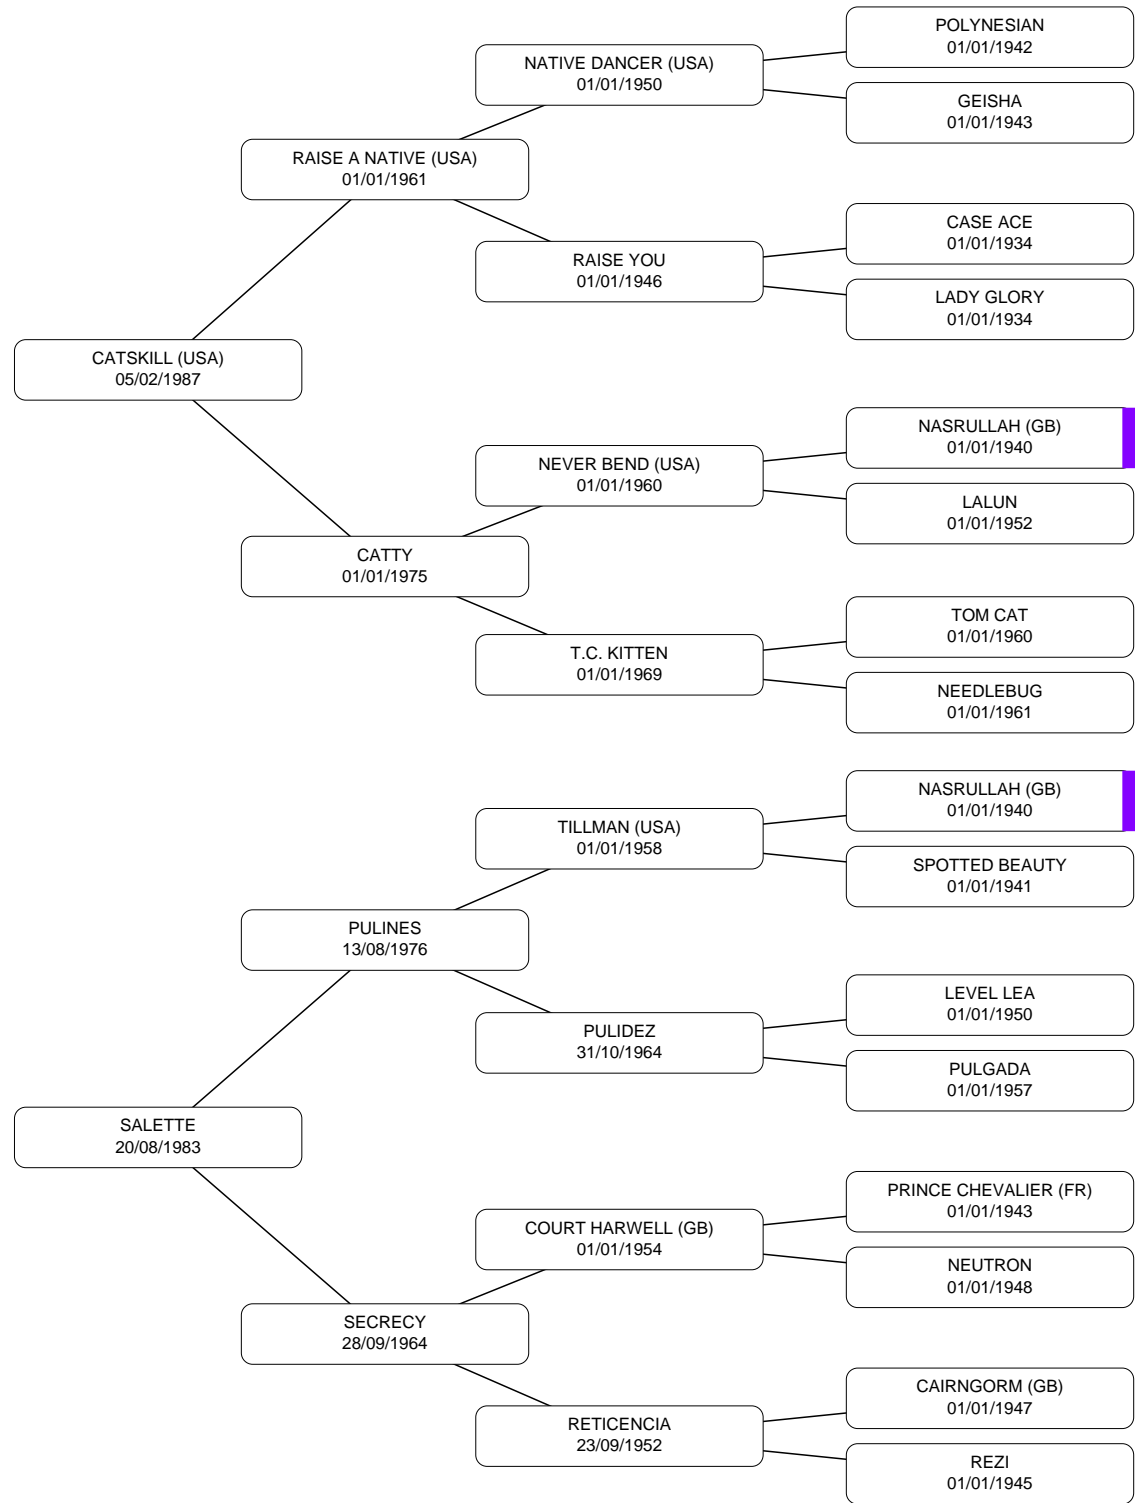 POLYNESIAN
01/01/1942
NATIVE DANCER (USA)
01/01/1950
GEISHA
01/01/1943
RAISE A NATIVE (USA)
01/01/1961
CASE ACE
01/01/1934
RAISE YOU
01/01/1946
LADY GLORY
01/01/1934
CATSKILL (USA)
05/02/1987
NASRULLAH (GB)
01/01/1940
NEVER BEND (USA)
01/01/1960
LALUN
01/01/1952
CATTY
01/01/1975
TOM CAT
01/01/1960
T.C. KITTEN
01/01/1969
NEEDLEBUG
01/01/1961
NASRULLAH (GB)
01/01/1940
TILLMAN (USA)
01/01/1958
SPOTTED BEAUTY
01/01/1941
PULINES
13/08/1976
LEVEL LEA
01/01/1950
PULIDEZ
31/10/1964
PULGADA
01/01/1957
SALETTE
20/08/1983
PRINCE CHEVALIER (FR)
01/01/1943
COURT HARWELL (GB)
01/01/1954
NEUTRON
01/01/1948
SECRECY
28/09/1964
CAIRNGORM (GB)
01/01/1947
RETICENCIA
23/09/1952
REZI
01/01/1945